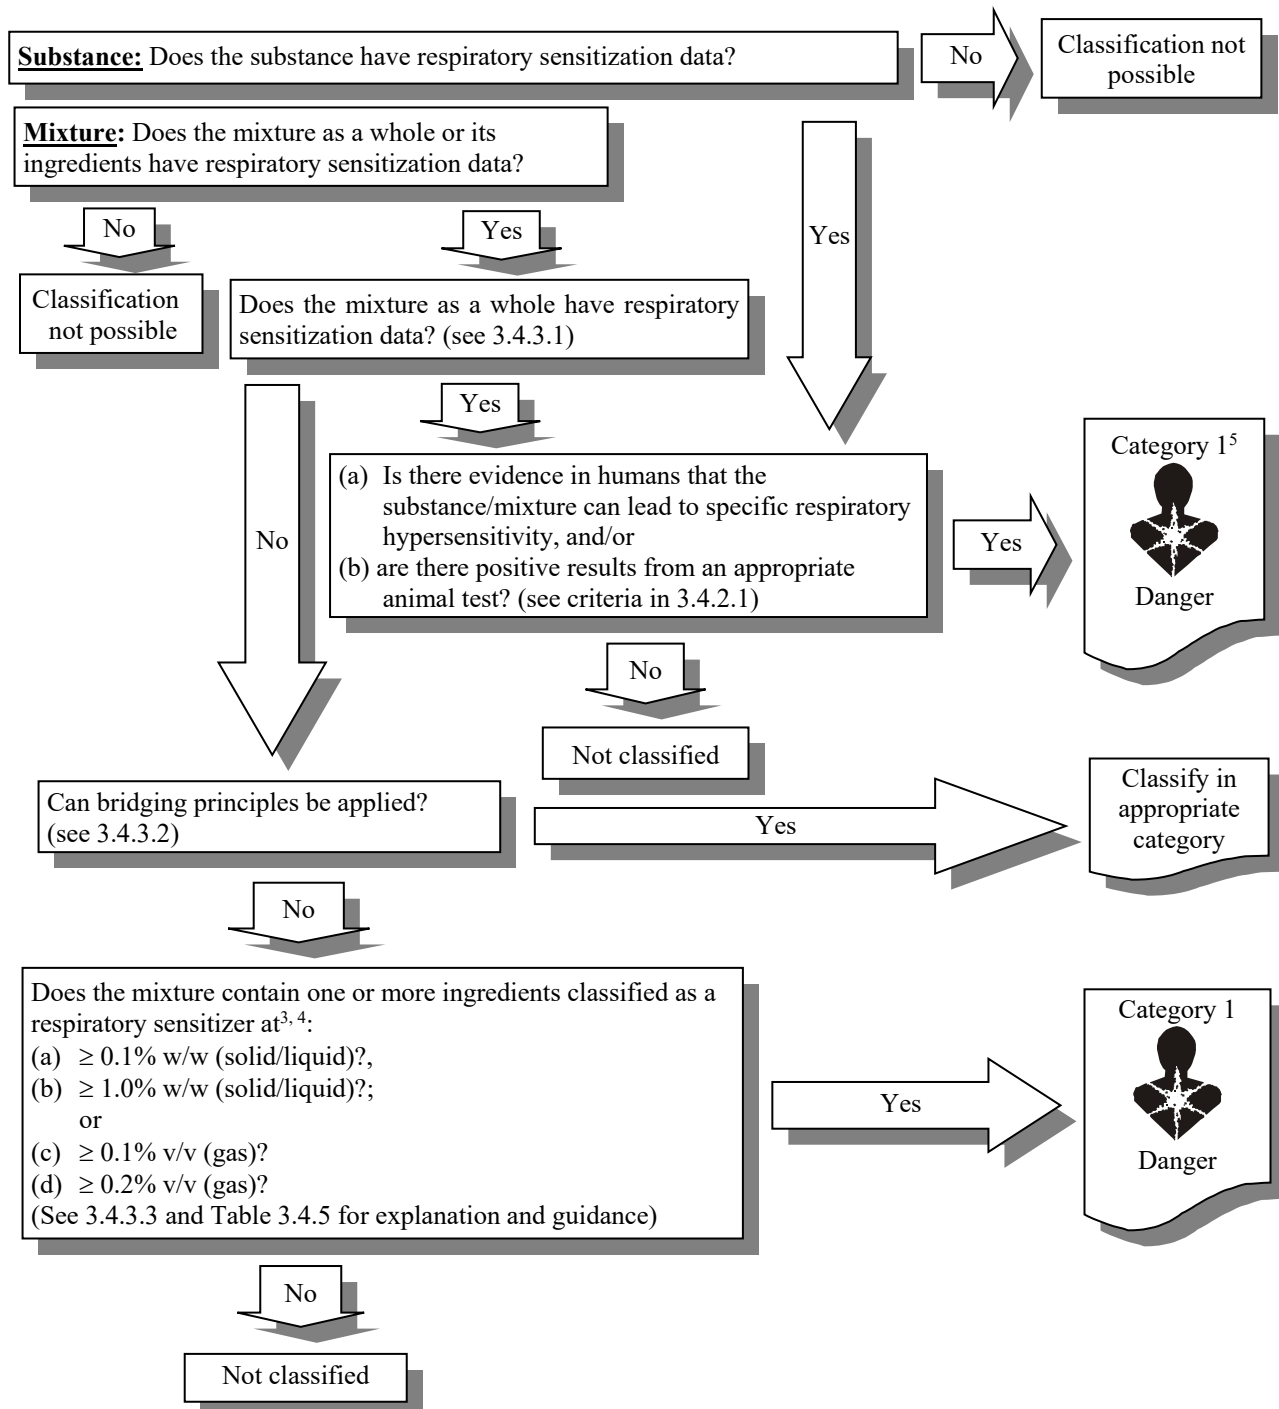 Substance: Does the substance have respiratory sensitization data?
No
Classification not
possible
Mixture: Does the mixture as a whole or its
ingredients have respiratory sensitization data?
No
Yes
Yes
Classification
not possible
Does the mixture as a whole have respiratory
sensitization data? (see 3.4.3.1)
Yes
No
(a) Is there evidence in humans that the
substance/mixture can lead to specific respiratory
hypersensitivity, and/or
(b) are there positive results from an appropriate
animal test? (see criteria in 3.4.2.1)
Yes
Category 1⁵
Danger
No
Not classified
Can bridging principles be applied?
(see 3.4.3.2)
Yes
Classify in
appropriate
category
No
Does the mixture contain one or more ingredients classified as a
respiratory sensitizer at³, ⁴:
(a) ≥ 0.1% w/w (solid/liquid)?,
(b) ≥ 1.0% w/w (solid/liquid)?;
or
(c) ≥ 0.1% v/v (gas)?
(d) ≥ 0.2% v/v (gas)?
(See 3.4.3.3 and Table 3.4.5 for explanation and guidance)
Yes
Category 1
Danger
No
Not classified